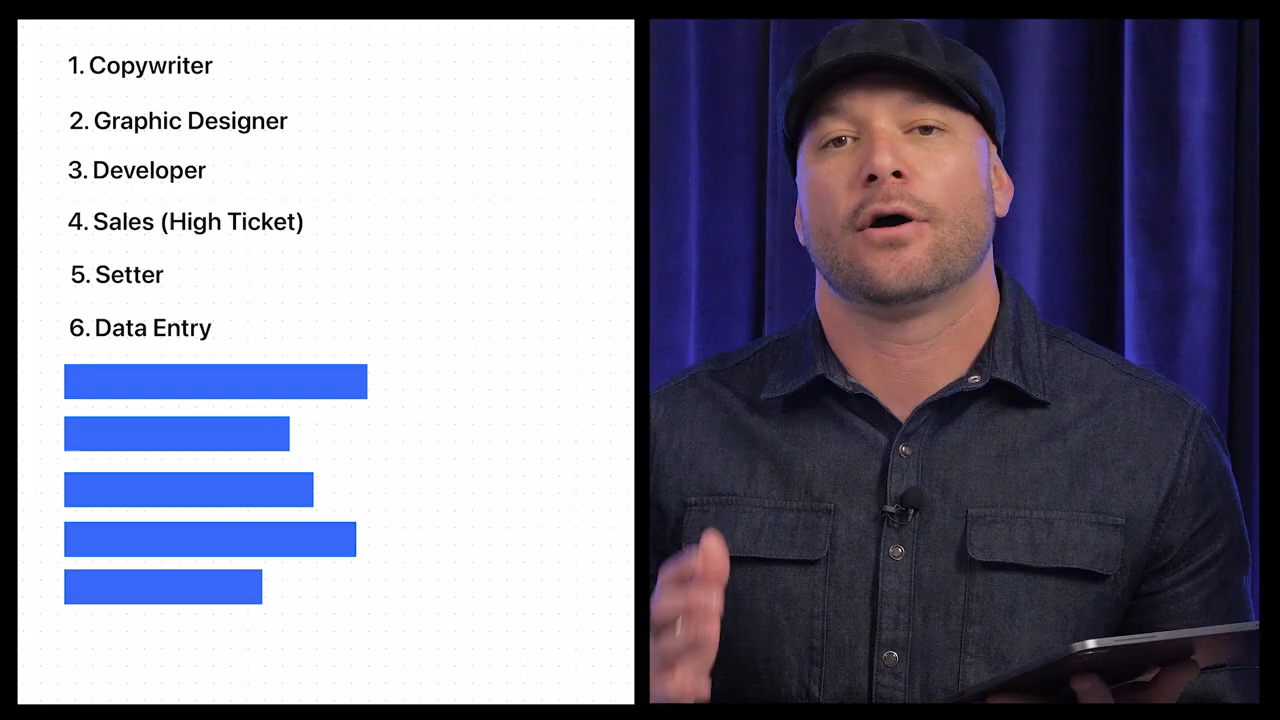 1. Copywriter
2. Graphic Designer
3. Developer
4. Sales (High Ticket)
5. Setter
6. Data Entry